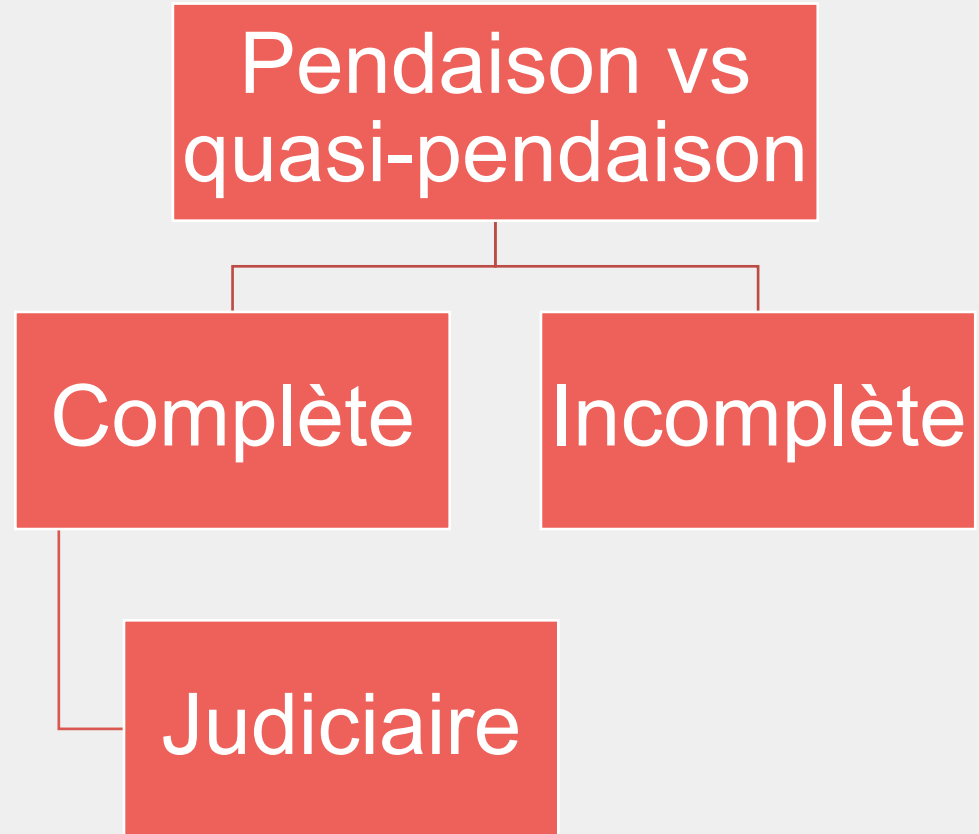 Pendaison vs
quasi-pendaison
Complète
Incomplète
Judiciaire